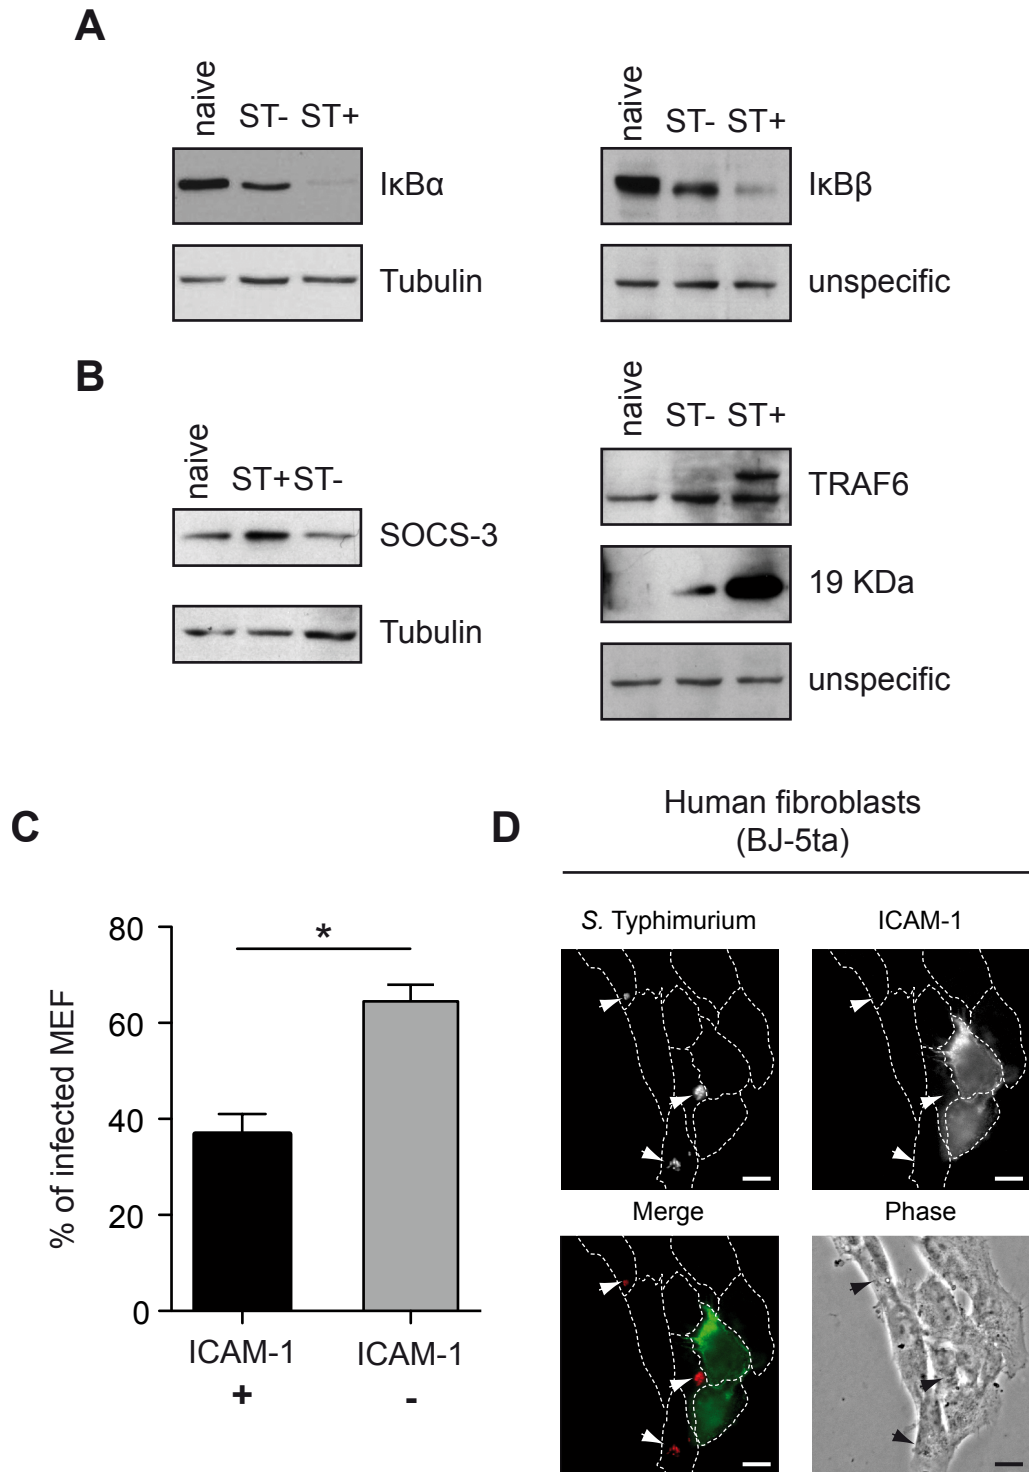 A
naive ST- ST+
IκBα
Tubulin
naive ST- ST+
IκBβ
unspecific
B
naive ST+ ST-
SOCS-3
Tubulin
naive ST- ST+
TRAF6
19 KDa
unspecific
C
% of infected MEF
80
60
40
20
0
*
ICAM-1 ICAM-1
+ -
D
Human fibroblasts
(BJ-5ta)
S. Typhimurium ICAM-1
Merge Phase